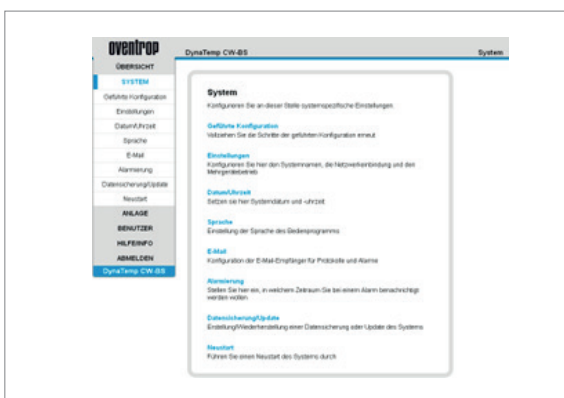 oventrop
DynaTemp CW-BS
System
ÜBERSICHT
SYSTEM
Geführte Konfiguration
Einstellungen
Datum/Uhrzeit
Sprache
E-Mail
Alarmierung
Datensicherung/Update
Neustart
ANLAGE
BENUTZER
HILFE/INFO
ABMELDEN
DynaTemp CW-BS
System
Konfigurieren Sie an dieser Stelle systemspezifische Einstellungen
Geführte Konfiguration
Vollziehen Sie die Schritte der geführten Konfiguration erneut
Einstellungen
Konfigurieren Sie hier den Systemnamen, die Netzwerkeinbindung und den
Mehrgerätebetrieb
Datum/Uhrzeit
Setzen sie hier Systemdatum und -uhrzeit
Sprache
Einstellung der Sprache des Bedienprogramms
E-Mail
Konfiguration der E-Mail-Empfänger für Protokolle und Alarme
Alarmierung
Stellen Sie hier ein, in welchem Zeitraum Sie bei einem Alarm benachrichtigt
werden wollen
Datensicherung/Update
Erstellung/Wiederherstellung einer Datensicherung oder Update des Systems
Neustart
Führen Sie einen Neustart des Systems durch